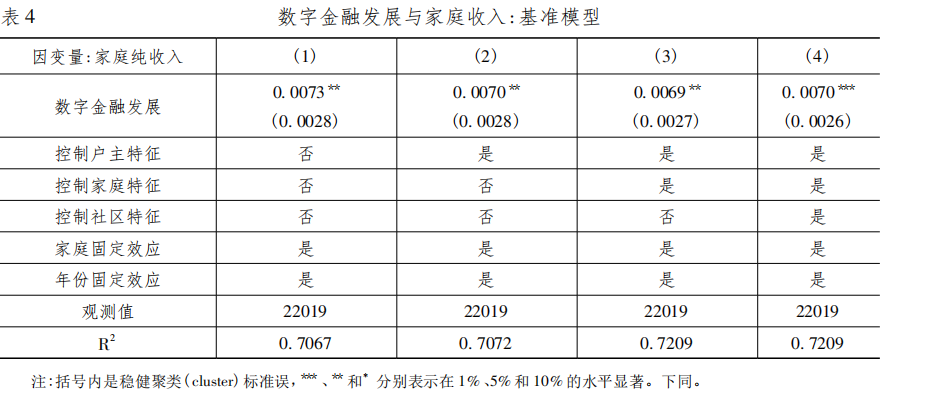 表4 数字金融发展与家庭收入:基准模型
因变量:家庭纯收入 (1) (2) (3) (4)
数字金融发展 0.0073** 0.0070** 0.0069** 0.0070***
(0.0028) (0.0028) (0.0027) (0.0026)
控制户主特征 否 是 是 是
控制家庭特征 否 否 是 是
控制社区特征 否 否 否 是
家庭固定效应 是 是 是 是
年份固定效应 是 是 是 是
观测值 22019 22019 22019 22019
R² 0.7067 0.7072 0.7209 0.7209
注:括号内是稳健聚类(cluster)标准误,***、**和*分别表示在1%、5%和10%的水平显著。下同。